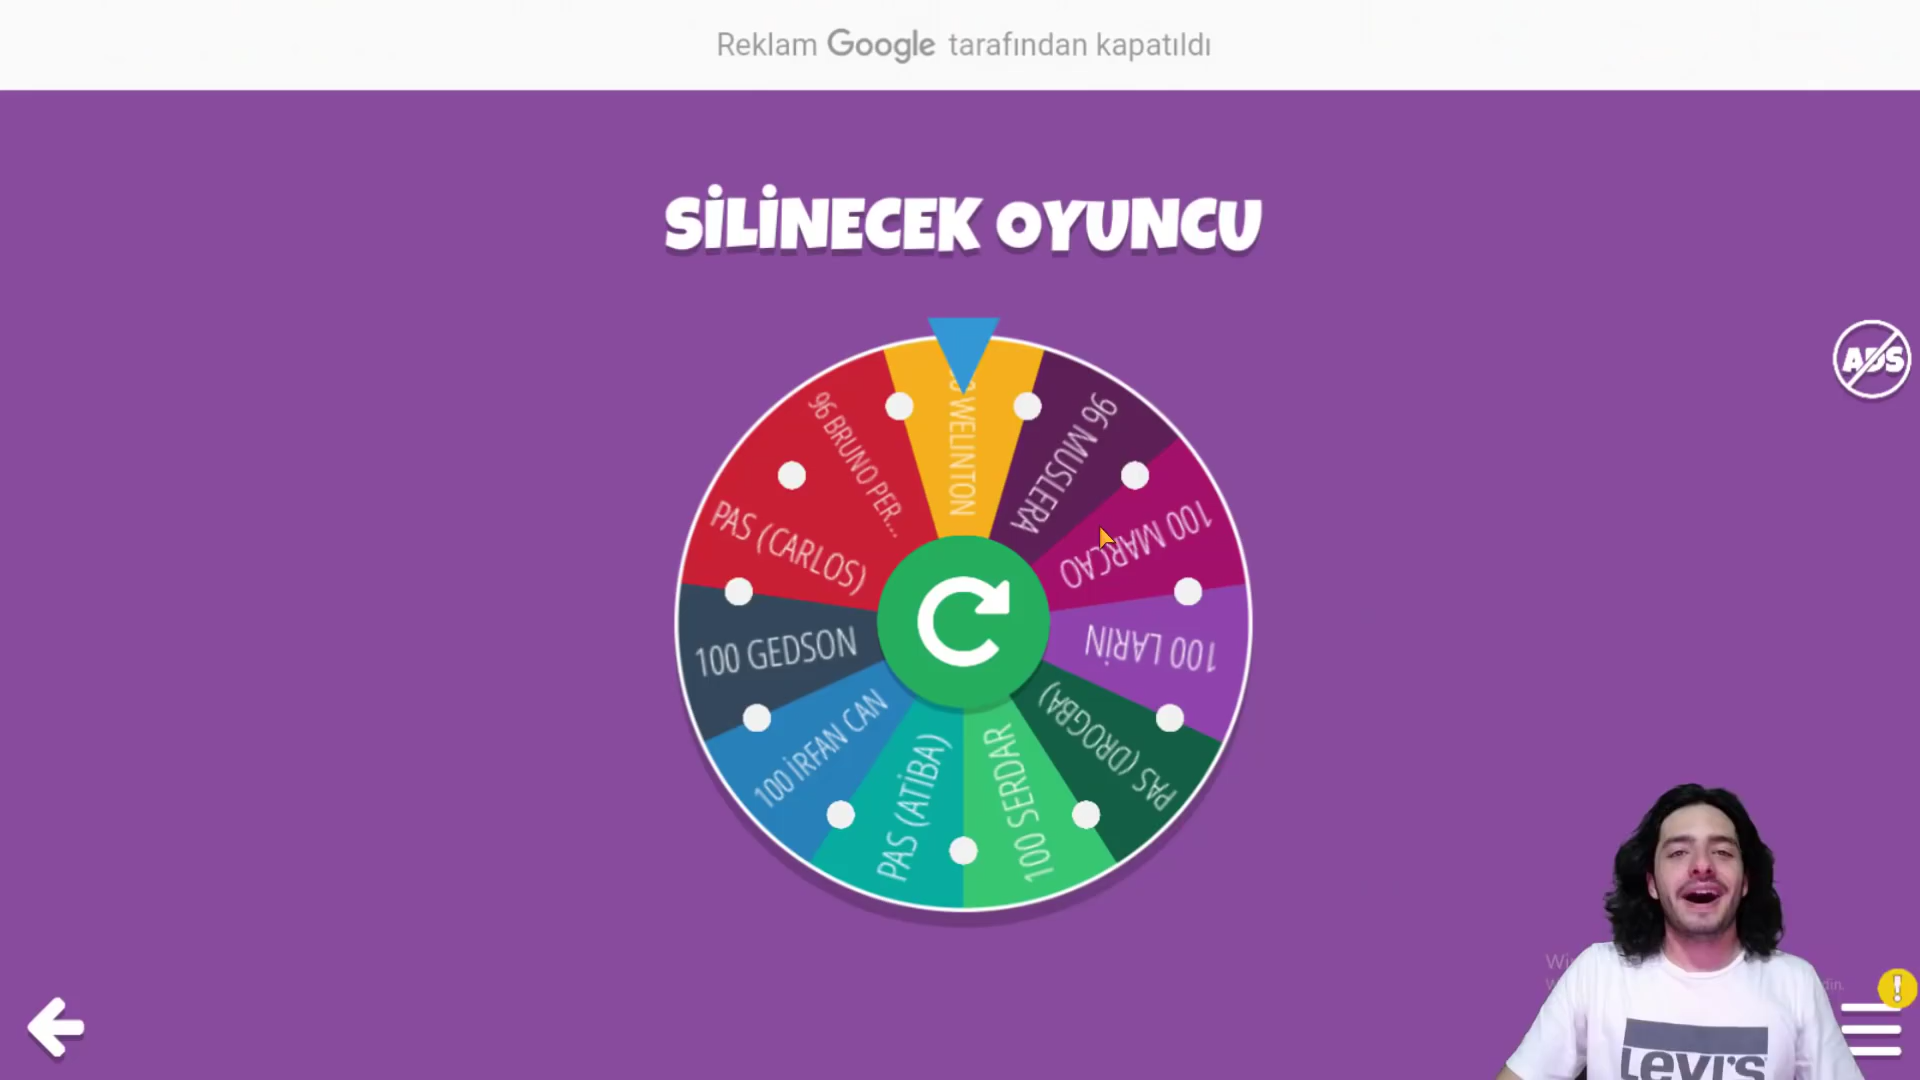 Reklam Google tarafından kapatıldı
SİLİNECEK OYUNCU
ADS
WELINTON
96 MUSLERA
100 MARCAO
100 LARİN
PAS (DROGBA)
100 SERDAR
PAS (ATİBA)
100 İRFAN CAN
100 GEDSON
PAS (CARLOS)
96 BRUNO PER...
!
Levi's